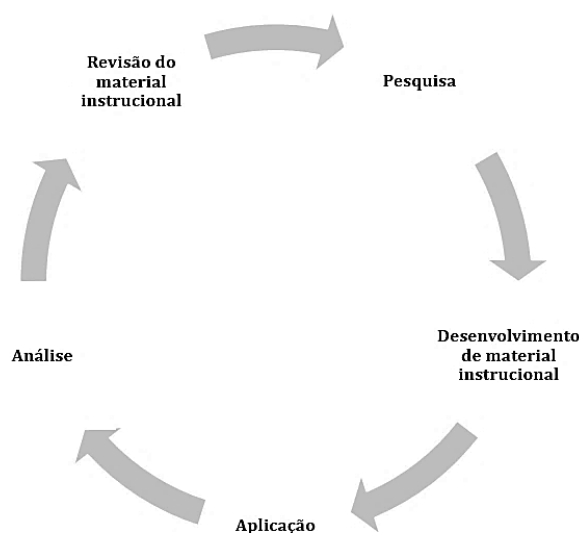 Revisão do
material
instrucional
Pesquisa
Desenvolvimento
de material
instrucional
Aplicação
Análise